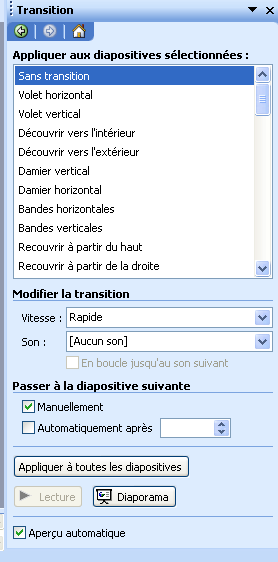 Transition
Appliquer aux diapositives sélectionnées :
Sans transition
Volet horizontal
Volet vertical
Découvrir vers l'intérieur
Découvrir vers l'extérieur
Damier vertical
Damier horizontal
Bandes horizontales
Bandes verticales
Recouvrir à partir du haut
Recouvrir à partir de la droite
Modifier la transition
Vitesse : Rapide
Son : [Aucun son]
En boucle jusqu'au son suivant
Passer à la diapositive suivante
Manuellement
Automatiquement après
Appliquer à toutes les diapositives
Lecture Diaporama
Aperçu automatique